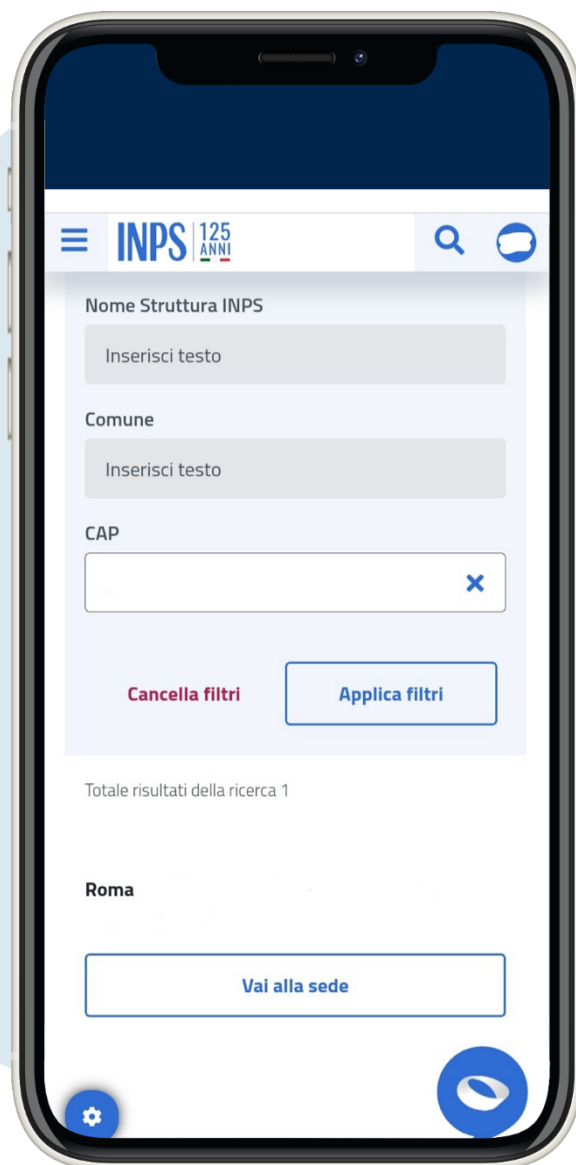 INPS 125 ANNI
Nome Struttura INPS
Inserisci testo
Comune
Inserisci testo
CAP
Cancella filtri
Applica filtri
Totale risultati della ricerca 1
Roma
Vai alla sede